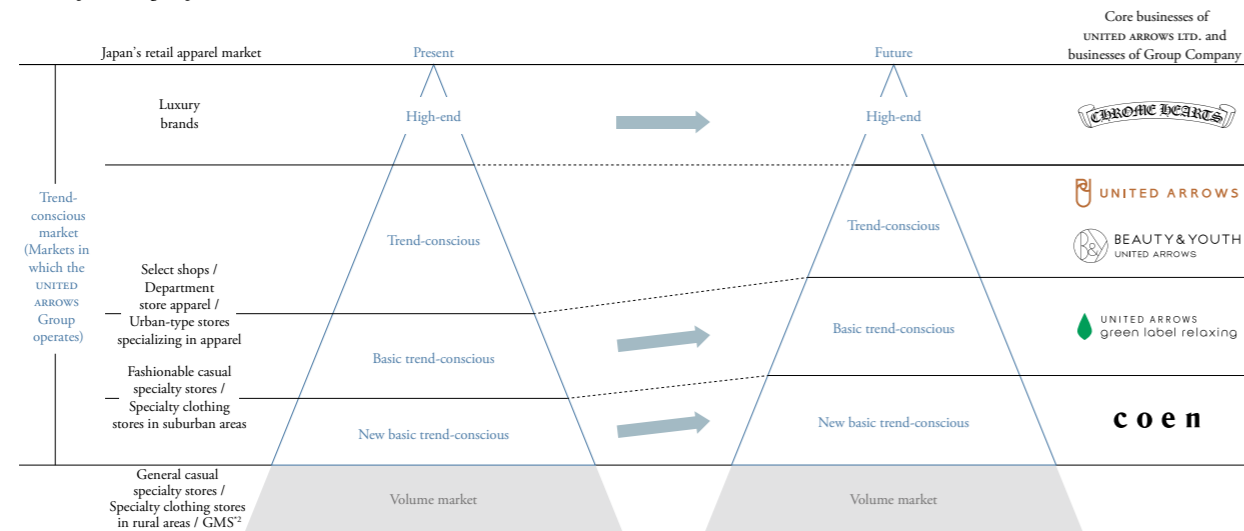 Core businesses of
UNITED ARROWS LTD. and
businesses of Group Company
Japan's retail apparel market
Present
Future
Luxury
brands
High-end
High-end
CHROME HEARTS
Trend-
conscious
market
(Markets in
which the
UNITED
ARROWS
Group
operates)
Trend-conscious
Trend-conscious
UNITED ARROWS
B&Y
BEAUTY & YOUTH
UNITED ARROWS
Select shops /
Department
store apparel /
Urban-type stores
specializing in apparel
Basic trend-conscious
Basic trend-conscious
UNITED ARROWS
green label relaxing
Fashionable casual
specialty stores /
Specialty clothing
stores in suburban areas
New basic trend-conscious
New basic trend-conscious
coen
General casual
specialty stores /
Specialty clothing stores
in rural areas / GMS*2
Volume market
Volume market